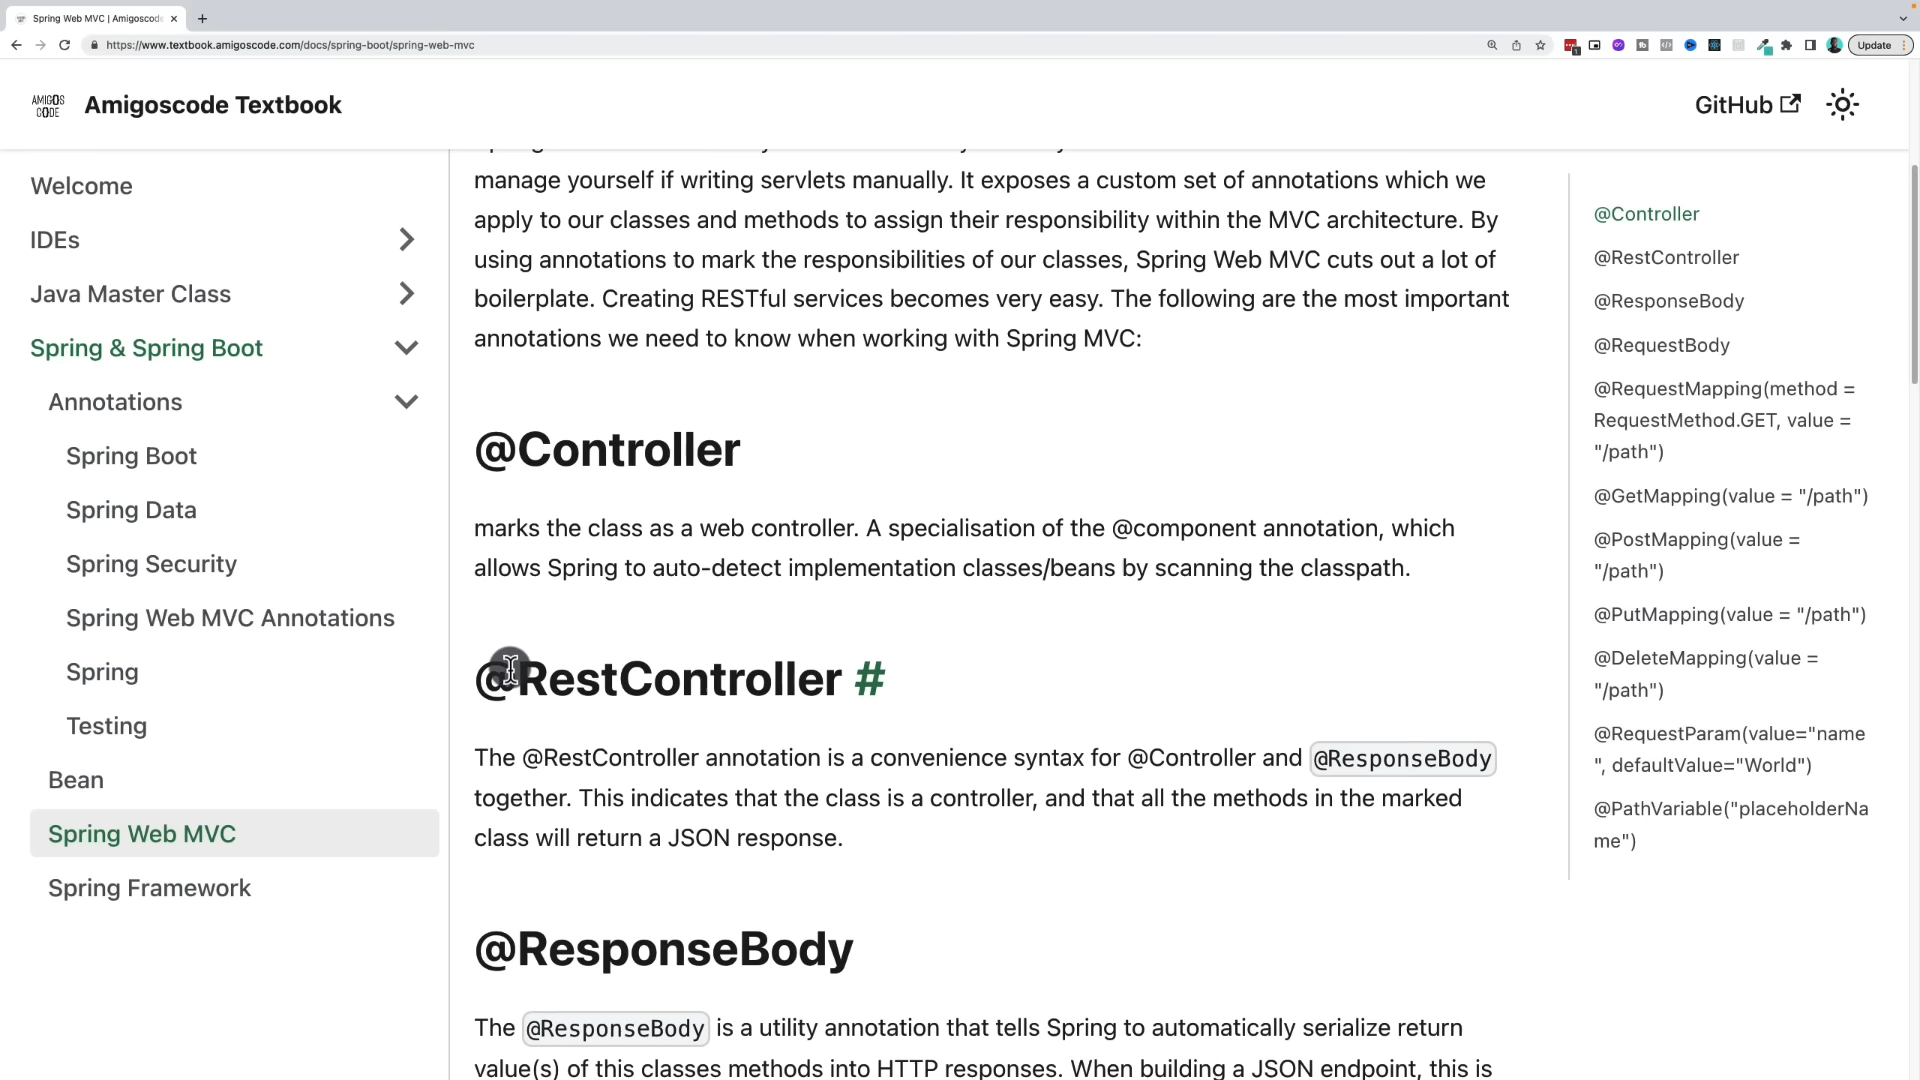 Spring Web MVC | Amigoscode
https://www.textbook.amigoscode.com/docs/spring-boot/spring-web-mvc
Update
AMIGOS
CODE
Amigoscode Textbook
GitHub
Welcome
IDEs
Java Master Class
Spring & Spring Boot
Annotations
Spring Boot
Spring Data
Spring Security
Spring Web MVC Annotations
Spring
Testing
Bean
Spring Web MVC
Spring Framework
manage yourself if writing servlets manually. It exposes a custom set of annotations which we
apply to our classes and methods to assign their responsibility within the MVC architecture. By
using annotations to mark the responsibilities of our classes, Spring Web MVC cuts out a lot of
boilerplate. Creating RESTful services becomes very easy. The following are the most important
annotations we need to know when working with Spring MVC:
@Controller
marks the class as a web controller. A specialisation of the @component annotation, which
allows Spring to auto-detect implementation classes/beans by scanning the classpath.
@RestController #
The @RestController annotation is a convenience syntax for @Controller and @ResponseBody
together. This indicates that the class is a controller, and that all the methods in the marked
class will return a JSON response.
@ResponseBody
The @ResponseBody is a utility annotation that tells Spring to automatically serialize return
value(s) of this classes methods into HTTP responses. When building a JSON endpoint, this is
@Controller
@RestController
@ResponseBody
@RequestBody
@RequestMapping(method =
RequestMethod.GET, value =
"/path")
@GetMapping(value = "/path")
@PostMapping(value =
"/path")
@PutMapping(value = "/path")
@DeleteMapping(value =
"/path")
@RequestParam(value="name
", defaultValue="World")
@PathVariable("placeholderNa
me")